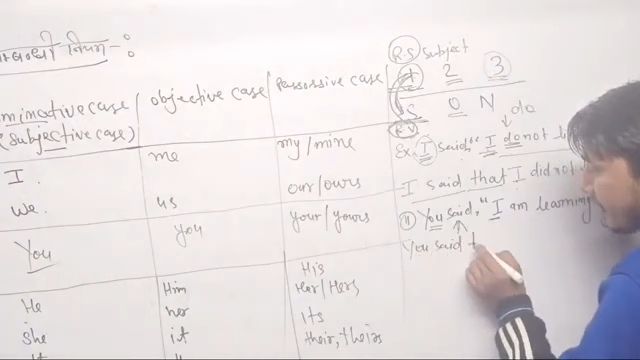 नियम -:
R.S subject
1 2 3
S O N
R.V
minative case
(subjective case)
objective case
Possossive case
I. me my/mine
we. us our/ours
You you your/yours
He Him His
she her Her/Hers
it its
their, theirs
do
Ex. I said, " I do not
I said that I did not
(II) You said, " I am learning
You said t